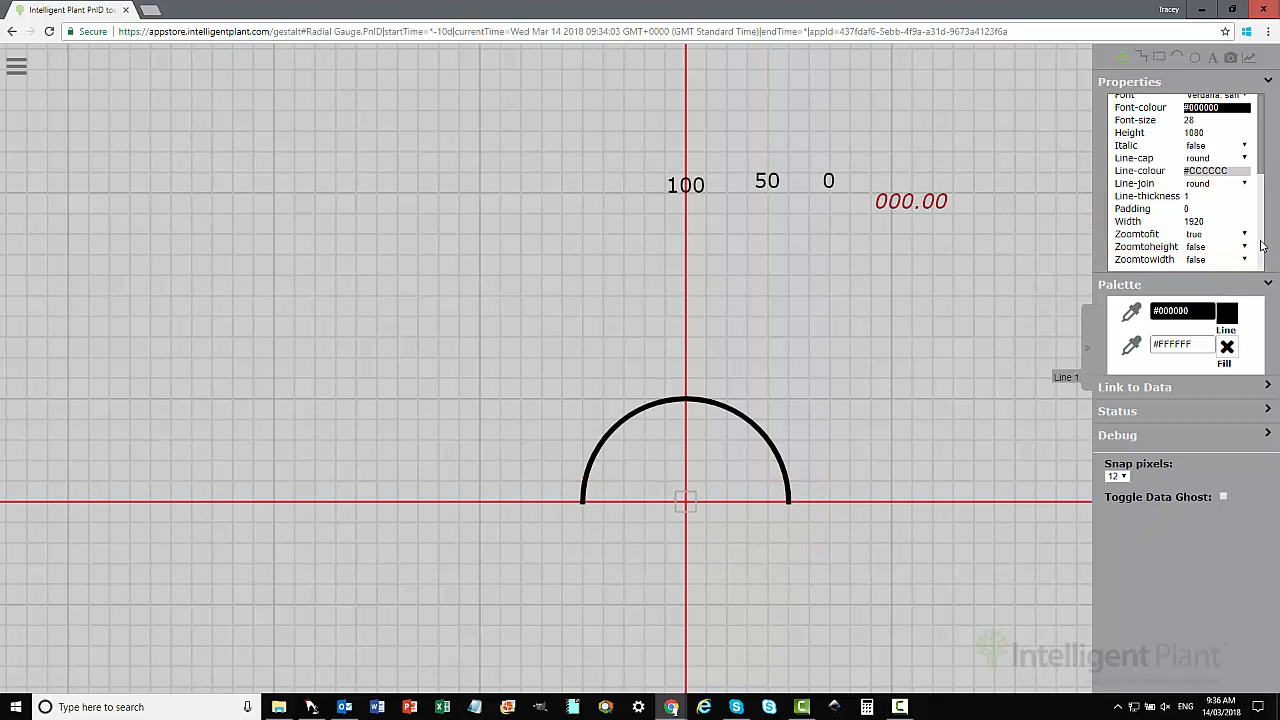 Intelligent Plant PnID to
Tracey
Secure https://appstore.intelligentplant.com/gestalt#Radial Gauge.PnID|startTime=*-10d|currentTime=Wed Mar 14 2018 09:34:03 GMT+0000 (GMT Standard Time)|endTime=*|appId=437fdaf6-5ebb-4f9a-a31d-9673a4123f6a
Properties
Font Verdana, san
Font-colour #000000
Font-size 28
Height 1080
Italic false
Line-cap round
Line-colour #CCCCCC
Line-join round
Line-thickness 1
Padding 0
Width 1920
Zoomtofit true
Zoomtoheight false
Zoomtowidth false
100 50 0
000.00
Palette
#000000
Line
#FFFFFF
Fill
Line 1
Link to Data
Status
Debug
Snap pixels:
12
Toggle Data Ghost:
Intelligent Plant
Type here to search
ENG
9:36 AM
14/03/2018